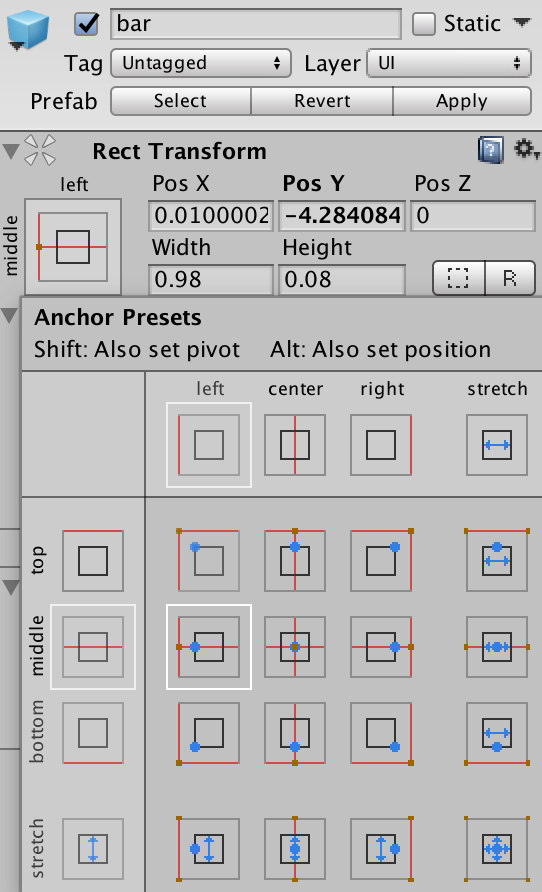 bar Static
Tag Untagged Layer UI
Prefab Select Revert Apply
Rect Transform
left Pos X Pos Y Pos Z
middle 0.0100002 -4.284084 0
Width Height
0.98 0.08 R
Anchor Presets
Shift: Also set pivot Alt: Also set position
left center right stretch
top
middle
bottom
stretch